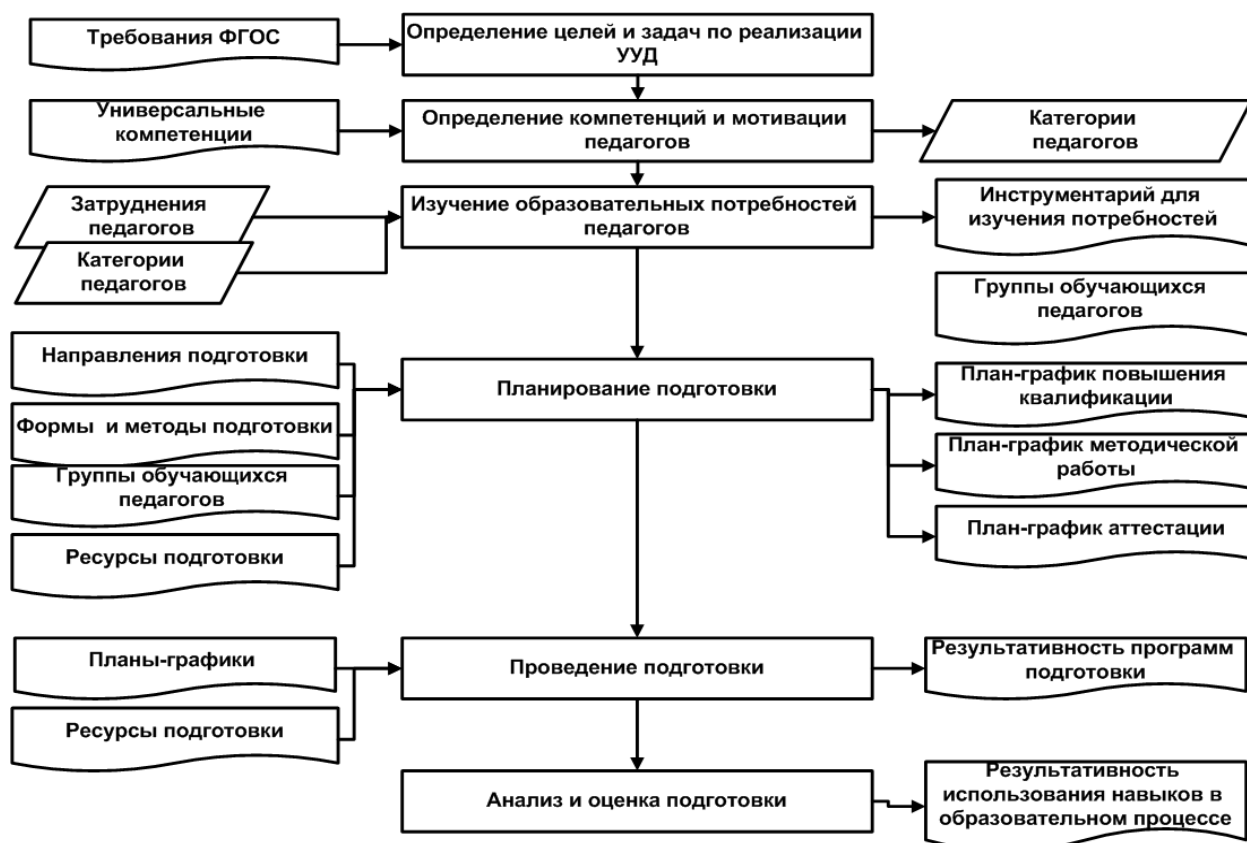 Требования ФГОС
Определение целей и задач по реализации
УУД
Универсальные
компетенции
Определение компетенций и мотивации
педагогов
Категории
педагогов
Затруднения
педагогов
Категории
педагогов
Изучение образовательных потребностей
педагогов
Инструментарий для
изучения потребностей
Группы обучающихся
педагогов
Направления подготовки
Формы и методы подготовки
Группы обучающихся
педагогов
Ресурсы подготовки
Планирование подготовки
План-график повышения
квалификации
План-график методической
работы
План-график аттестации
Планы-графики
Ресурсы подготовки
Проведение подготовки
Результативность программ
подготовки
Анализ и оценка подготовки
Результативность
использования навыков в
образовательном процессе